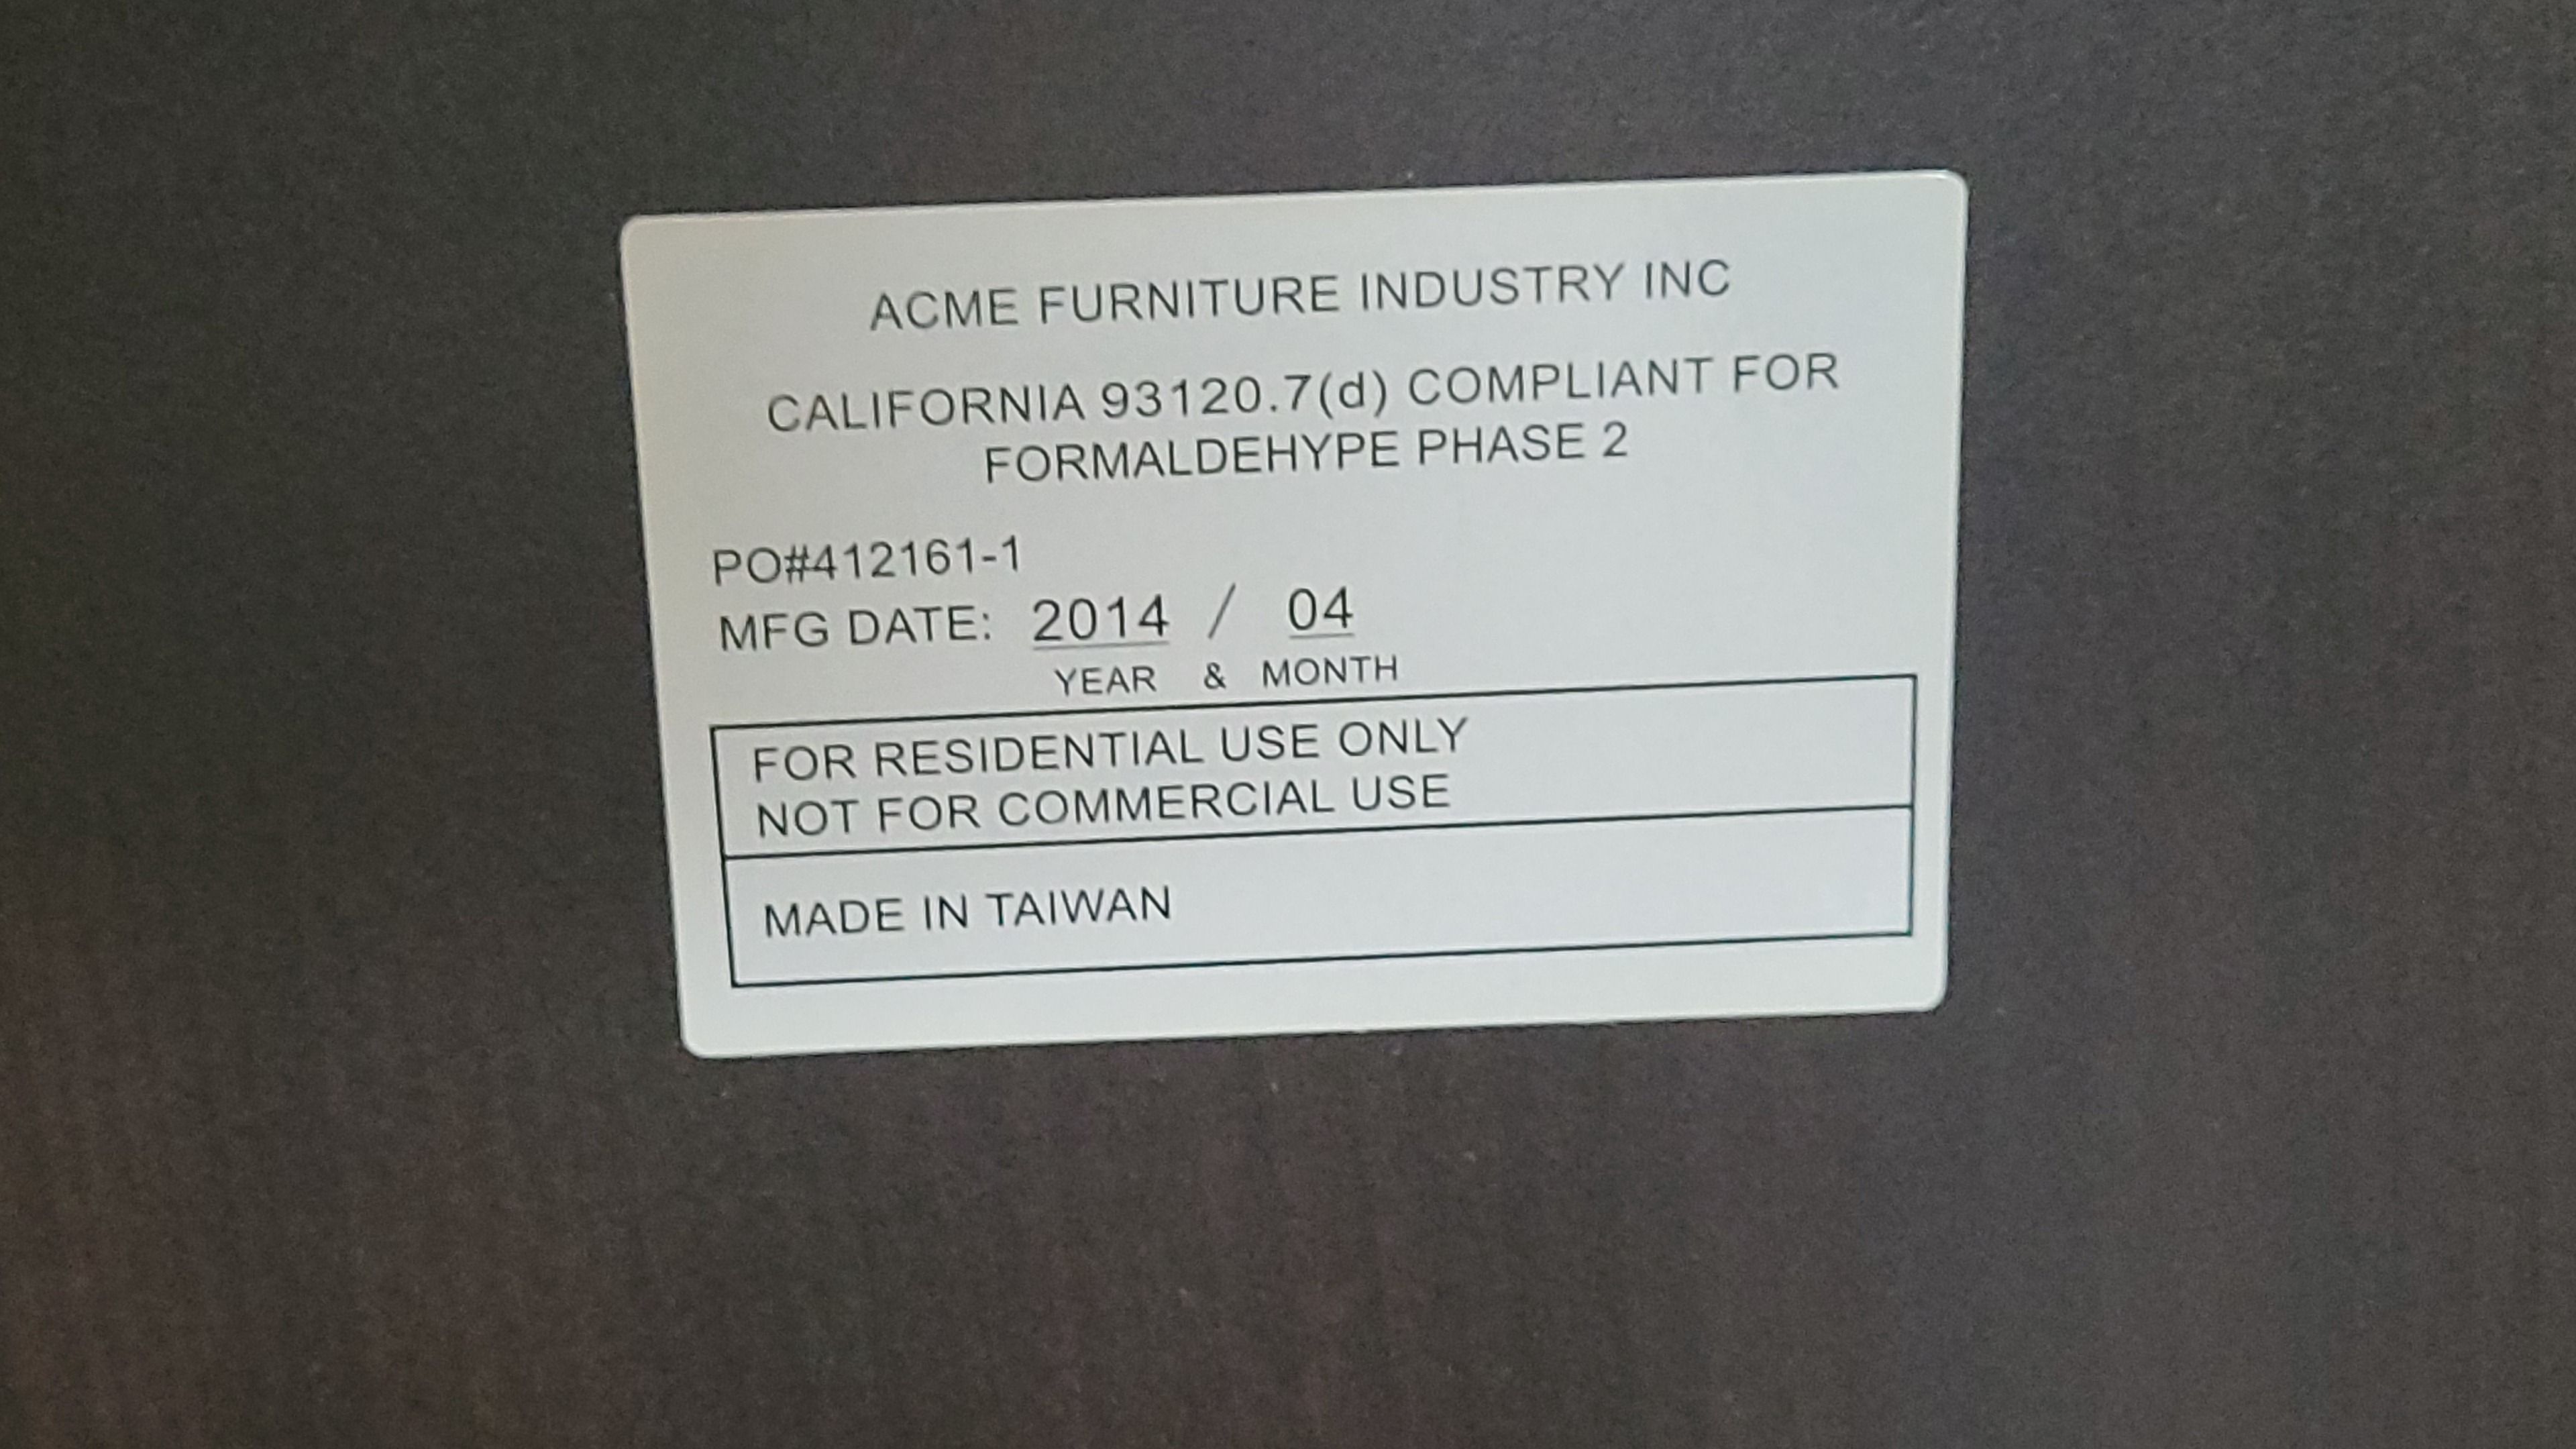 ACME FURNITURE INDUSTRY INC
CALIFORNIA 93120.7(d) COMPLIANT FOR
FORMALDEHYPE PHASE 2
PO#412161-1
MFG DATE: 2014 / 04
YEAR & MONTH
FOR RESIDENTIAL USE ONLY
NOT FOR COMMERCIAL USE
MADE IN TAIWAN